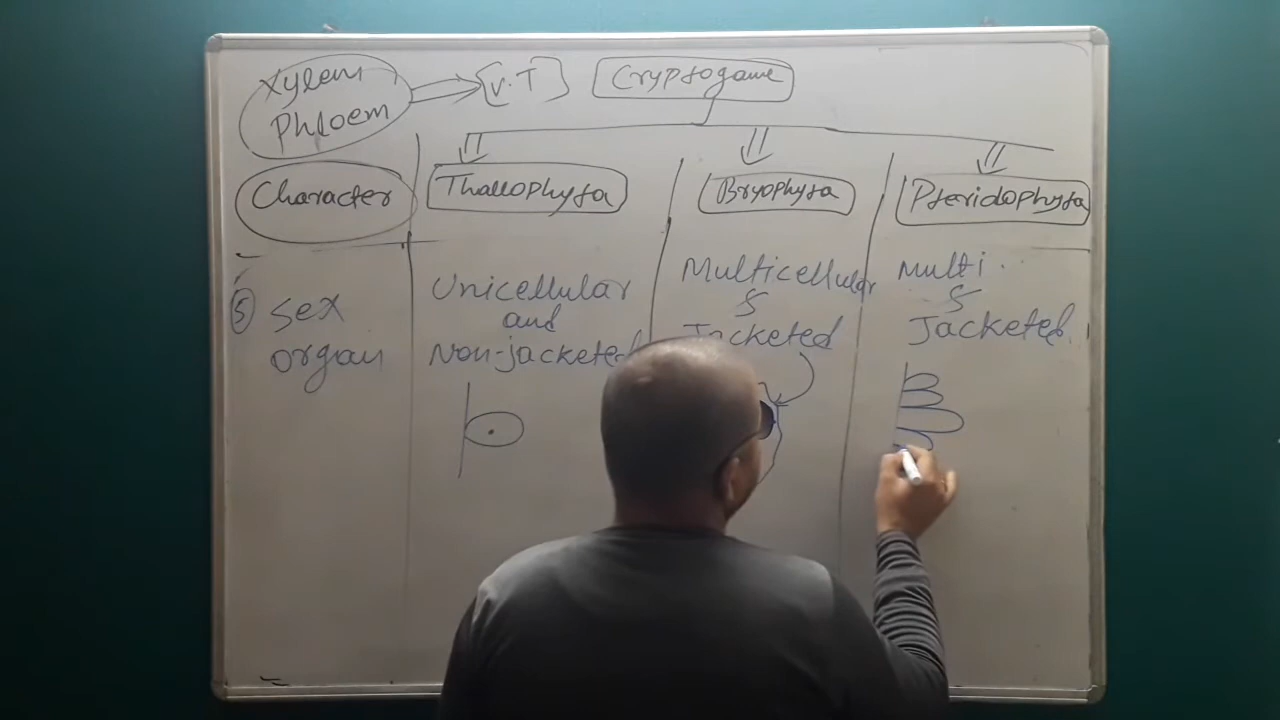 Xylem
Phloem
V.T
Cryptogame
Character
Thallophyta
Bryophyta
Pteridophyta
5 Sex
organ
Unicellular
and
Non-jacketed
Multicellular
&
Jacketed
Multi
&
Jacketed